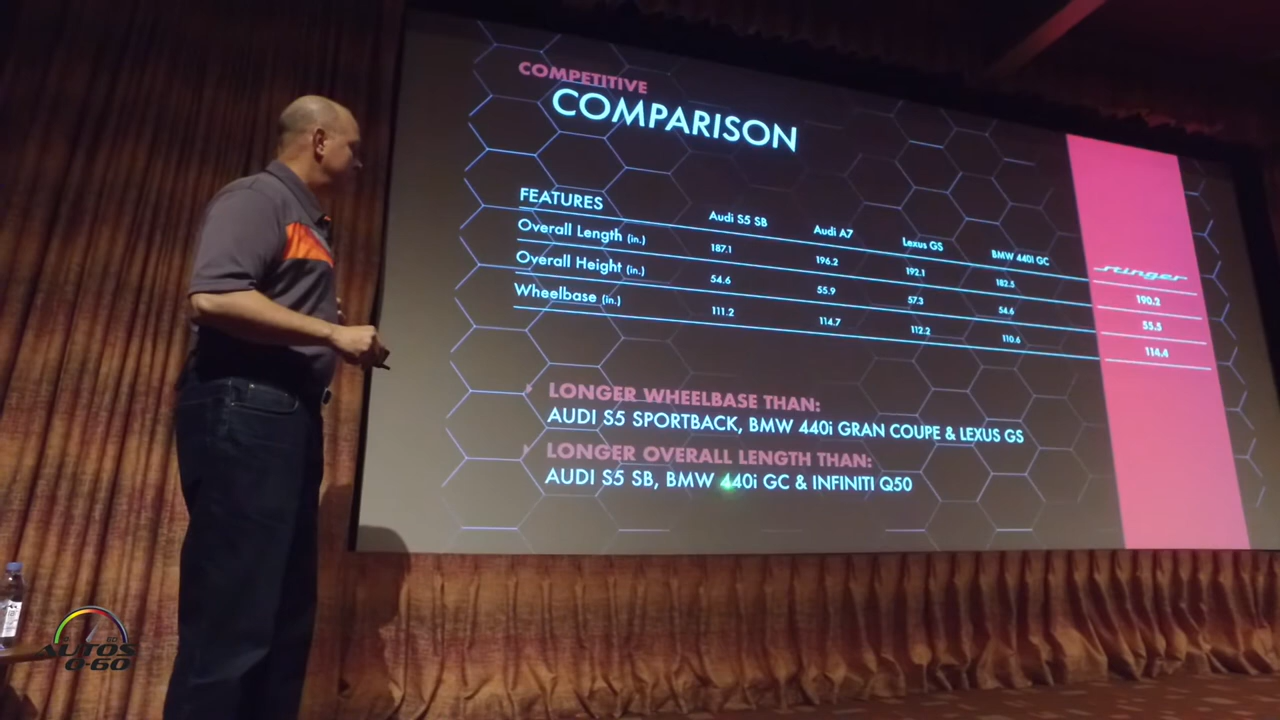 COMPETITIVE
COMPARISON
FEATURES Audi S5 SB Audi A7 Lexus GS BMW 440I GC stinger
Overall Length (in.) 187.1 196.2 192.1 182.5 190.2
Overall Height (in.) 54.6 55.9 57.3 54.6 55.5
Wheelbase (in.) 111.2 114.7 112.2 110.6 114.4
LONGER WHEELBASE THAN:
AUDI S5 SPORTBACK, BMW 440i GRAN COUPE & LEXUS GS
LONGER OVERALL LENGTH THAN:
AUDI S5 SB, BMW 440i GC & INFINITI Q50
AUTOS
0-60